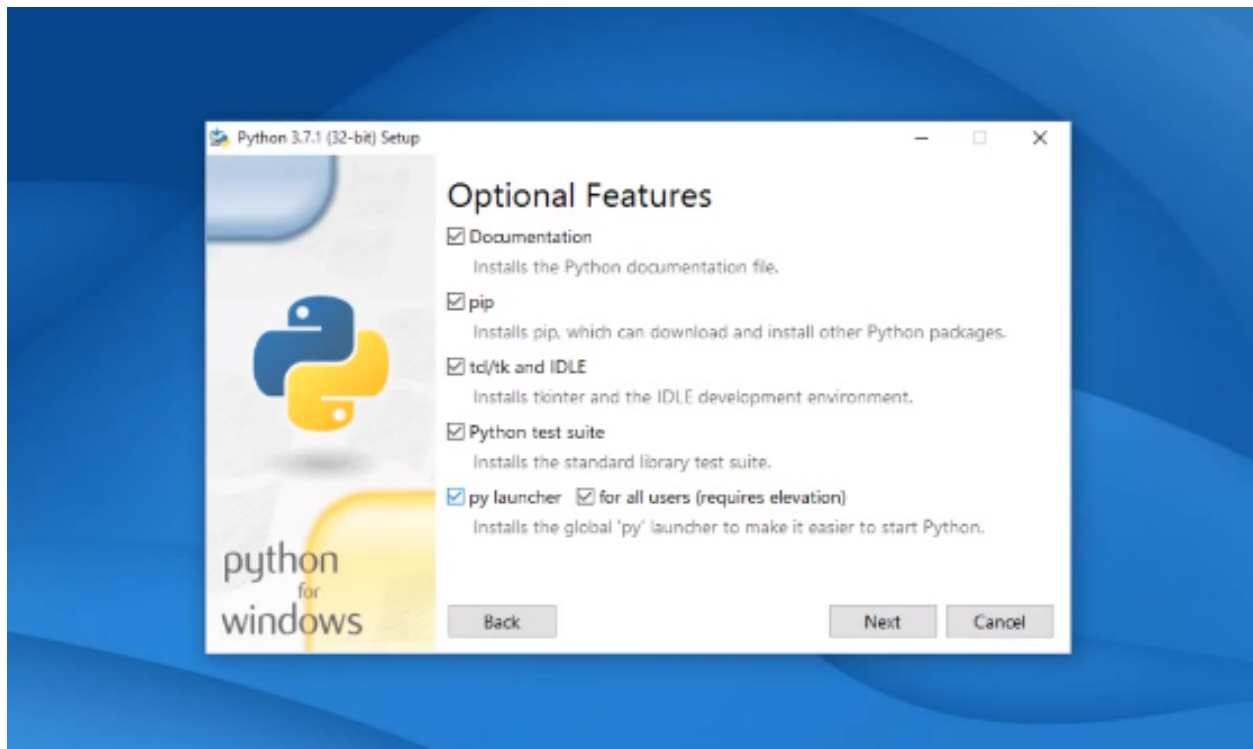 Python 3.7.1 (32-bit) Setup
Optional Features
Documentation
Installs the Python documentation file.
pip
Installs pip, which can download and install other Python packages.
tcl/tk and IDLE
Installs tkinter and the IDLE development environment.
Python test suite
Installs the standard library test suite.
py launcher for all users (requires elevation)
Installs the global 'py' launcher to make it easier to start Python.
python
for
windows
Back Next Cancel